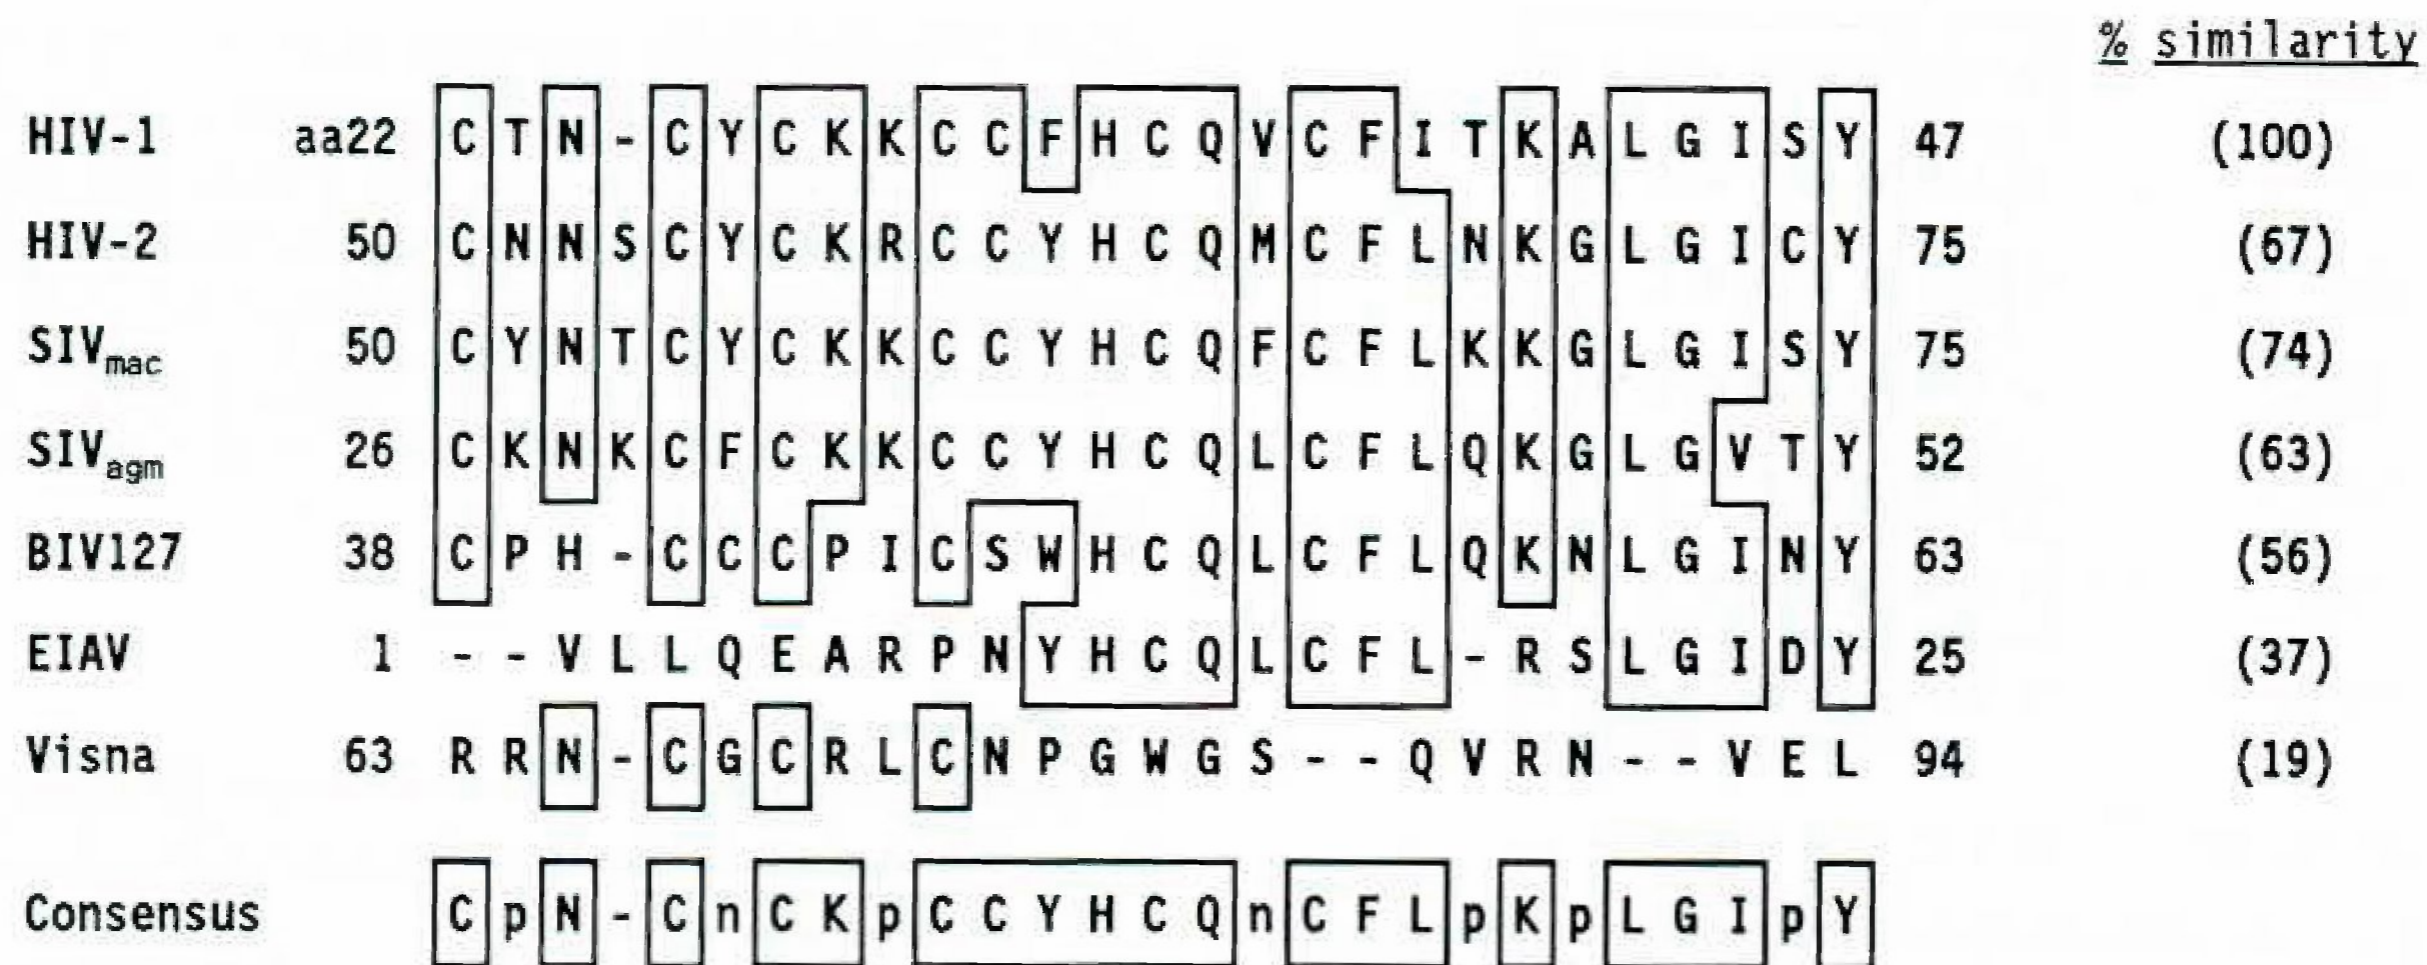 % similarity
HIV-1 aa22 C T N - C Y C K K C C F H C Q V C F I T K A L G I S Y 47 (100)
HIV-2 50 C N N S C Y C K R C C Y H C Q M C F L N K G L G I C Y 75 (67)
SIVmac 50 C Y N T C Y C K K C C Y H C Q F C F L K K G L G I S Y 75 (74)
SIVagm 26 C K N K C F C K K C C Y H C Q L C F L Q K G L G V T Y 52 (63)
BIV127 38 C P H - C C C P I C S W H C Q L C F L Q K N L G I N Y 63 (56)
EIAV 1 - - V L L Q E A R P N Y H C Q L C F L - R S L G I D Y 25 (37)
Visna 63 R R N - C G C R L C N P G W G S - - Q V R N - - V E L 94 (19)
Consensus C p N - C n C K p C C Y H C Q n C F L p K p L G I p Y